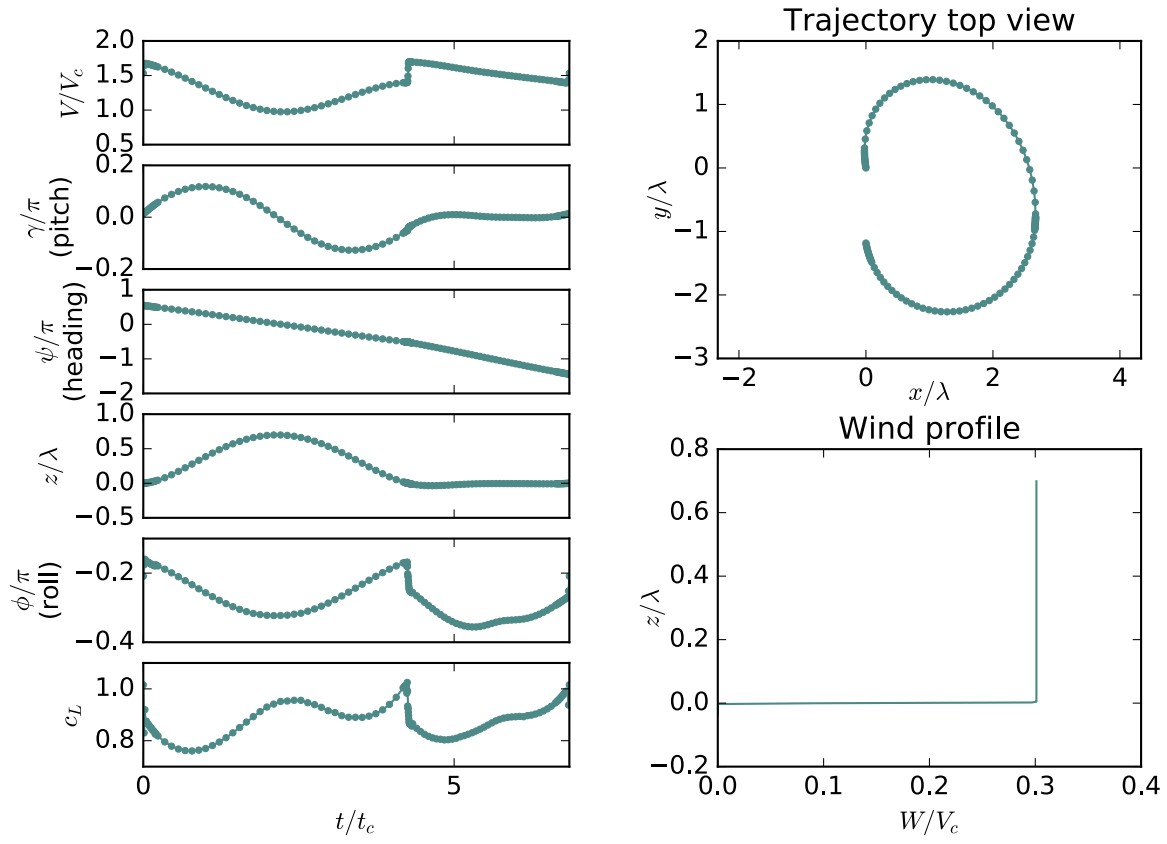 2.0
1.5
1.0
0.5
V/V_c
0.2
0.0
−0.2
γ/π
(pitch)
1
0
−1
−2
ψ/π
(heading)
1.0
0.5
0.0
−0.5
z/λ
−0.2
−0.4
ϕ/π
(roll)
1.0
0.8
c_L
0
5
t/t_c
Trajectory top view
2
1
0
−1
−2
−3
y/λ
−2
0
2
4
x/λ
Wind profile
0.8
0.6
0.4
0.2
0.0
−0.2
z/λ
0.0
0.1
0.2
0.3
0.4
W/V_c